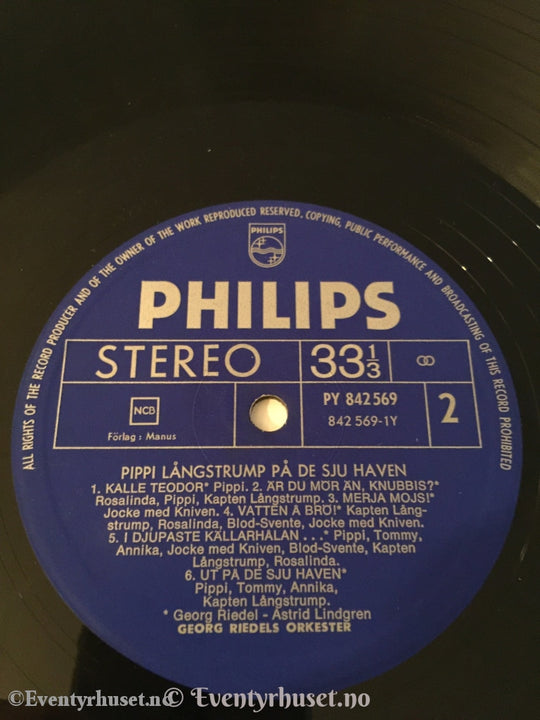 ALL RIGHTS OF THE RECORD PRODUCER AND OF THE OWNER OF THE WORK REPRODUCED RESERVED. COPYING, PUBLIC PERFORMANCE AND BROADCASTING OF THIS RECORD PROHIBITED
PHILIPS
PHILIPS
STEREO
33 1/3
NCB
Förlag : Manus
PY 842 569
842 569-1Y
2
PIPPI LÅNGSTRUMP PÅ DE SJU HAVEN
1. KALLE TEODOR* Pippi. 2. ÄR DU MÖR ÄN, KNUBBIS?*
Rosalinda, Pippi, Kapten Långstrump. 3. MERJA MOJS!*
Jocke med Kniven. 4. VATTEN Å BRÖ!* Kapten Lång-
strump, Rosalinda, Blod-Svente, Jocke med Kniven.
5. I DJUPASTE KÄLLARHÅLAN . . .* Pippi, Tommy,
Annika, Jocke med Kniven, Blod-Svente, Kapten
Långstrump, Rosalinda.
6. UT PÅ DE SJU HAVEN*
Pippi, Tommy, Annika,
Kapten Långstrump.
* Georg Riedel - Astrid Lindgren
GEORG RIEDELS ORKESTER
©Eventyrhuset.no
© Eventyrhuset.no